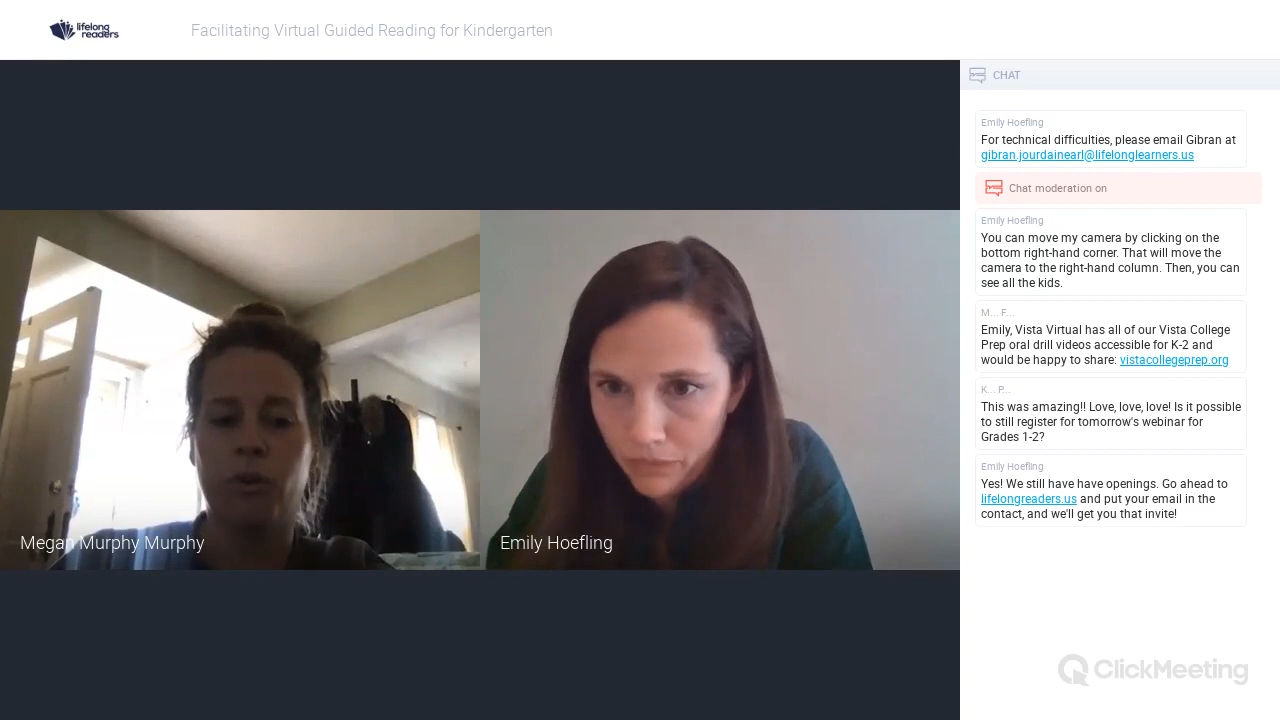 lifelong
readers
Facilitating Virtual Guided Reading for Kindergarten
CHAT
Emily Hoefling
For technical difficulties, please email Gibran at
gibran.jourdainearl@lifelonglearners.us
Chat moderation on
Emily Hoefling
You can move my camera by clicking on the
bottom right-hand corner. That will move the
camera to the right-hand column. Then, you can
see all the kids.
M... F...
Emily, Vista Virtual has all of our Vista College
Prep oral drill videos accessible for K-2 and
would be happy to share: vistacollegeprep.org
K... P...
This was amazing!! Love, love, love! Is it possible
to still register for tomorrow's webinar for
Grades 1-2?
Emily Hoefling
Yes! We still have have openings. Go ahead to
lifelongreaders.us and put your email in the
contact, and we'll get you that invite!
Megan Murphy Murphy
Emily Hoefling
ClickMeeting